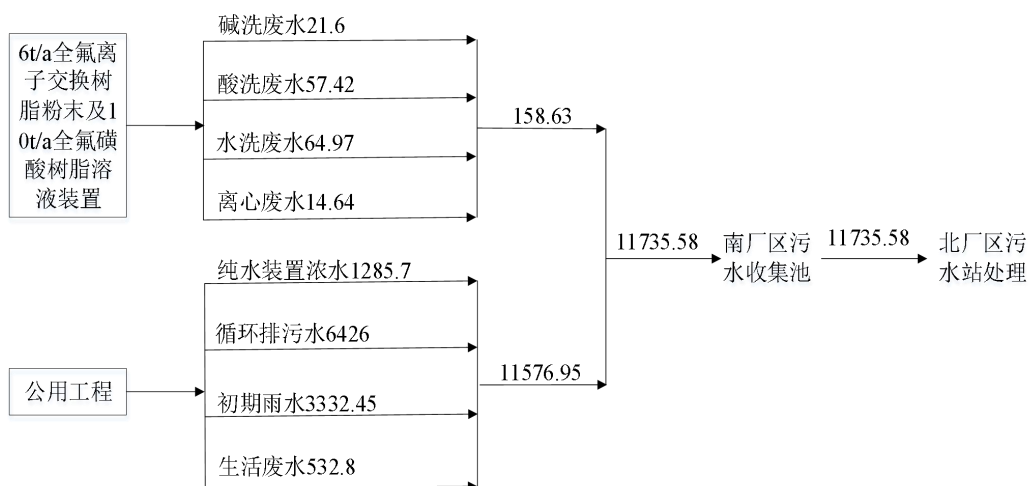 6t/a全氟离
子交换树
脂粉末及1
0t/a全氟磺
酸树脂溶
液装置
碱洗废水21.6
酸洗废水57.42
水洗废水64.97
离心废水14.64
158.63
公用工程
纯水装置浓水1285.7
循环排污水6426
初期雨水3332.45
生活废水532.8
11576.95
11735.58
南厂区污
水收集池
11735.58
北厂区污
水站处理